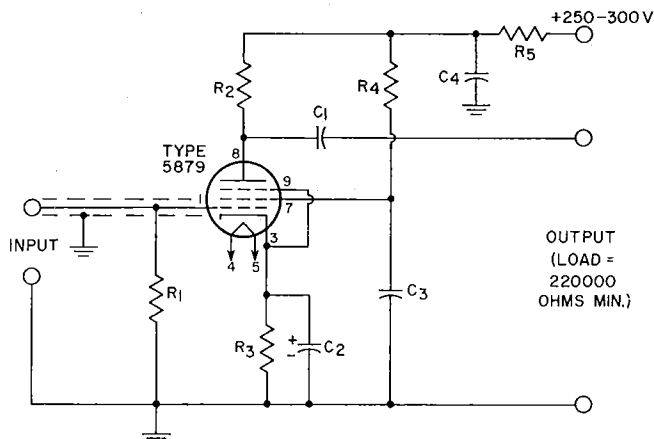 +250-300V
R5
R2
R4
C4
C1
TYPE
5879
8
9
7
3
4
5
INPUT
OUTPUT
(LOAD =
220000
OHMS MIN.)
R1
R3
+
-
C2
C3